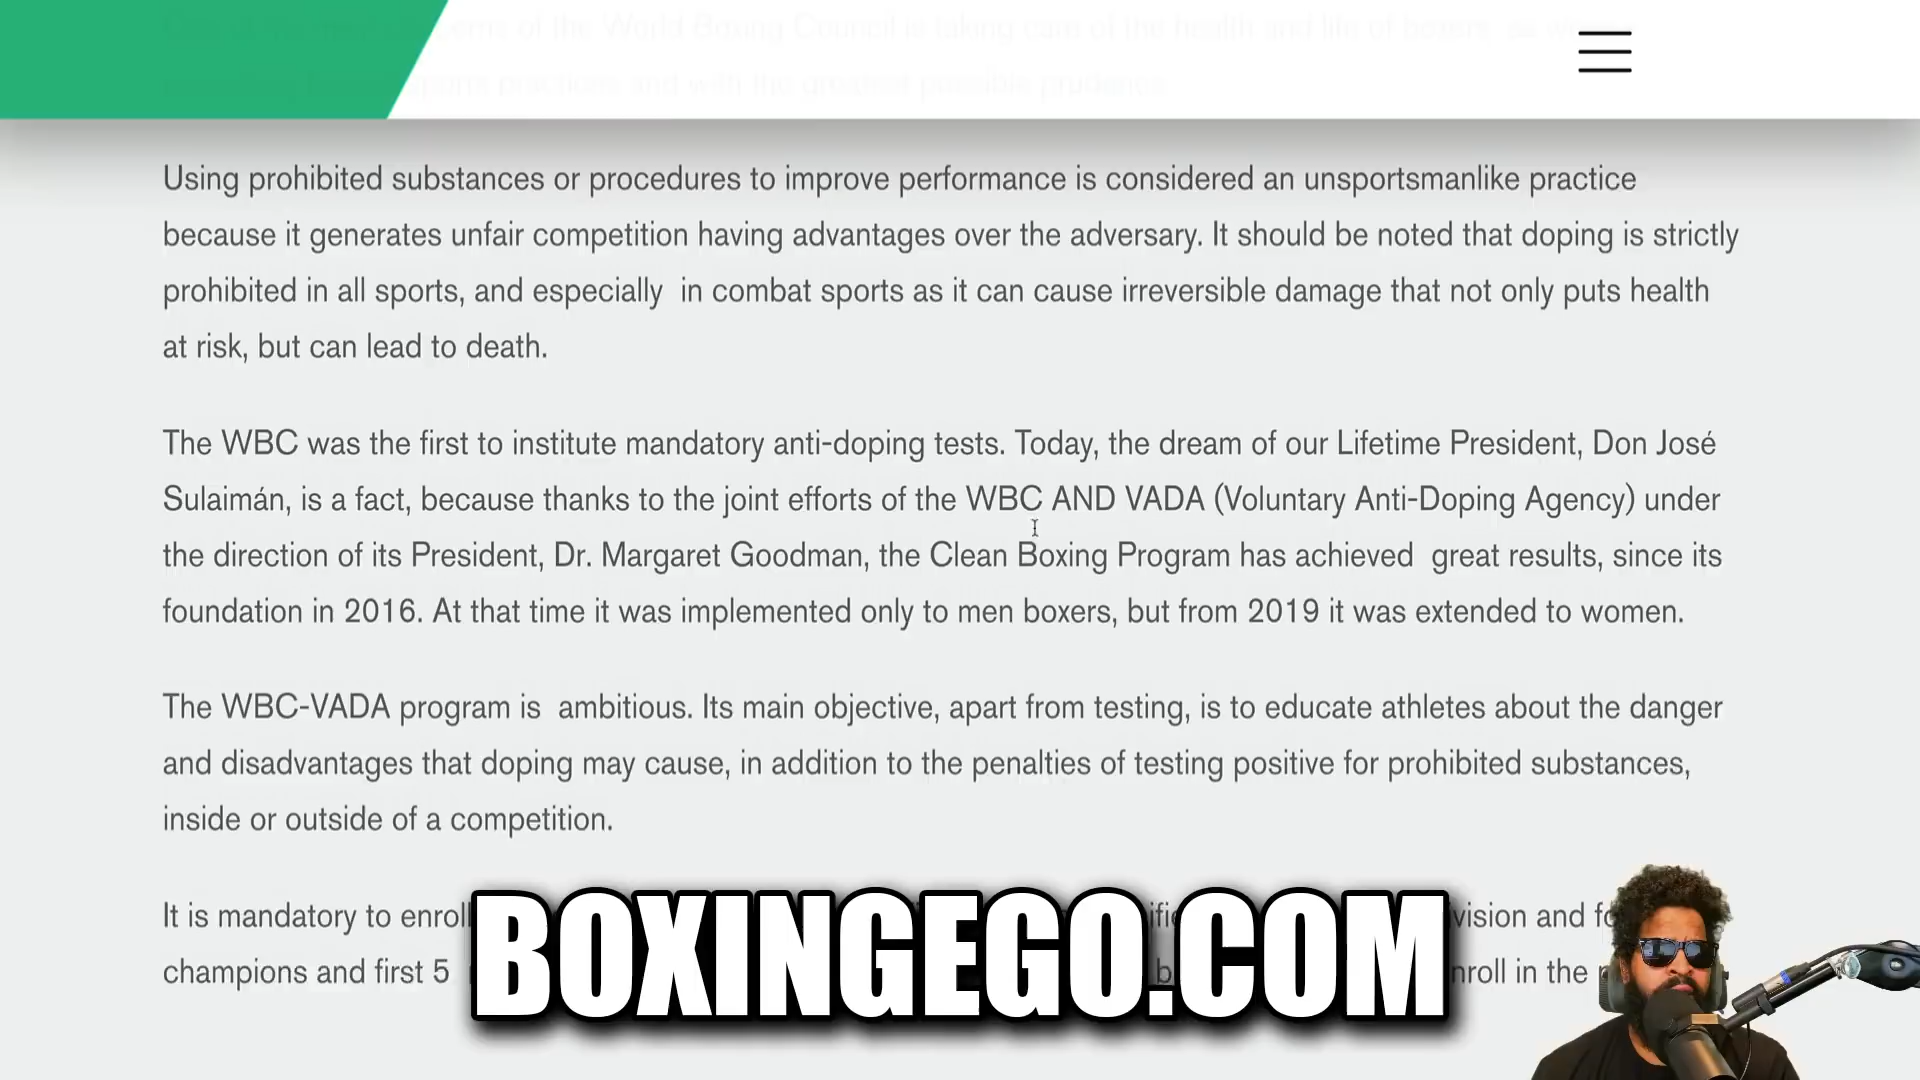 concerns of the World Boxing Council is taking care of the health and life of boxers, as w
sports practices and with the greatest possible prudence.
Using prohibited substances or procedures to improve performance is considered an unsportsmanlike practice
because it generates unfair competition having advantages over the adversary. It should be noted that doping is strictly
prohibited in all sports, and especially  in combat sports as it can cause irreversible damage that not only puts health
at risk, but can lead to death.
The WBC was the first to institute mandatory anti-doping tests. Today, the dream of our Lifetime President, Don José
Sulaimán, is a fact, because thanks to the joint efforts of the WBC AND VADA (Voluntary Anti-Doping Agency) under
the direction of its President, Dr. Margaret Goodman, the Clean Boxing Program has achieved  great results, since its
foundation in 2016. At that time it was implemented only to men boxers, but from 2019 it was extended to women.
The WBC-VADA program is  ambitious. Its main objective, apart from testing, is to educate athletes about the danger
and disadvantages that doping may cause, in addition to the penalties of testing positive for prohibited substances,
inside or outside of a competition.
It is mandatory to enroll and
champions and first 5 in the
BOXINGEGO.COM